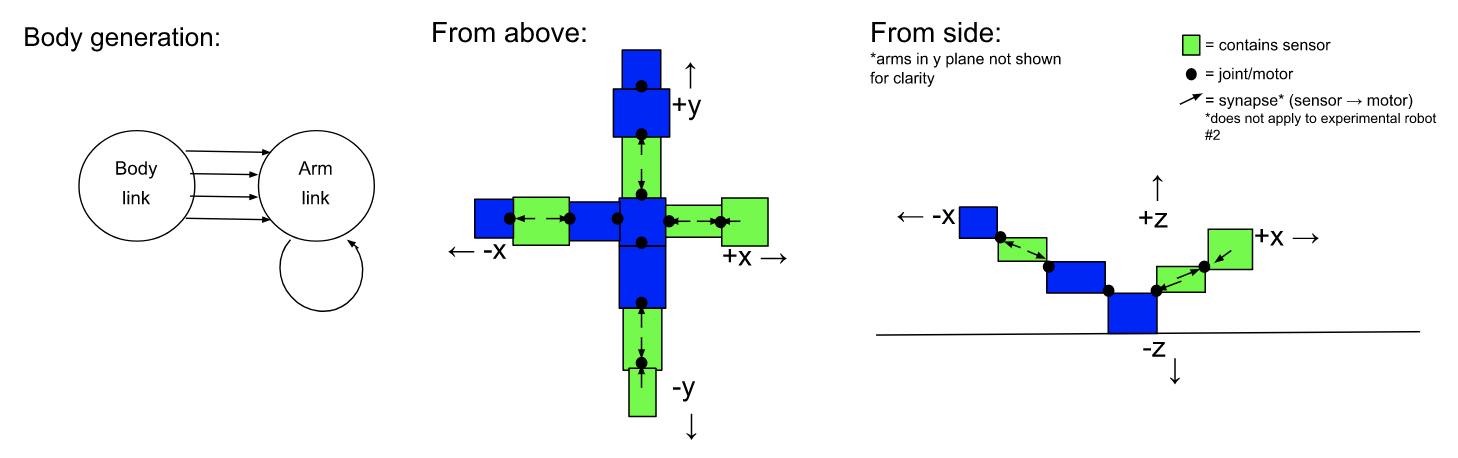 Body generation:
Body
link
Arm
link
From above:
↑
+y
← -x
+x →
-y
↓
From side:
*arms in y plane not shown
for clarity
= contains sensor
= joint/motor
= synapse* (sensor → motor)
*does not apply to experimental robot
#2
← -x
↑
+z
+x →
-z
↓